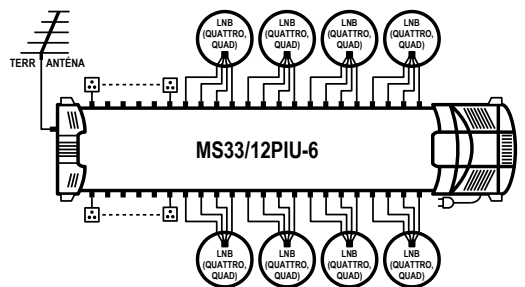 LNB
(QUATTRO,
QUAD)
LNB
(QUATTRO,
QUAD)
LNB
(QUATTRO,
QUAD)
LNB
(QUATTRO,
QUAD)
TERR ANTÉNA
MS33/12PIU-6
LNB
(QUATTRO,
QUAD)
LNB
(QUATTRO,
QUAD)
LNB
(QUATTRO,
QUAD)
LNB
(QUATTRO,
QUAD)